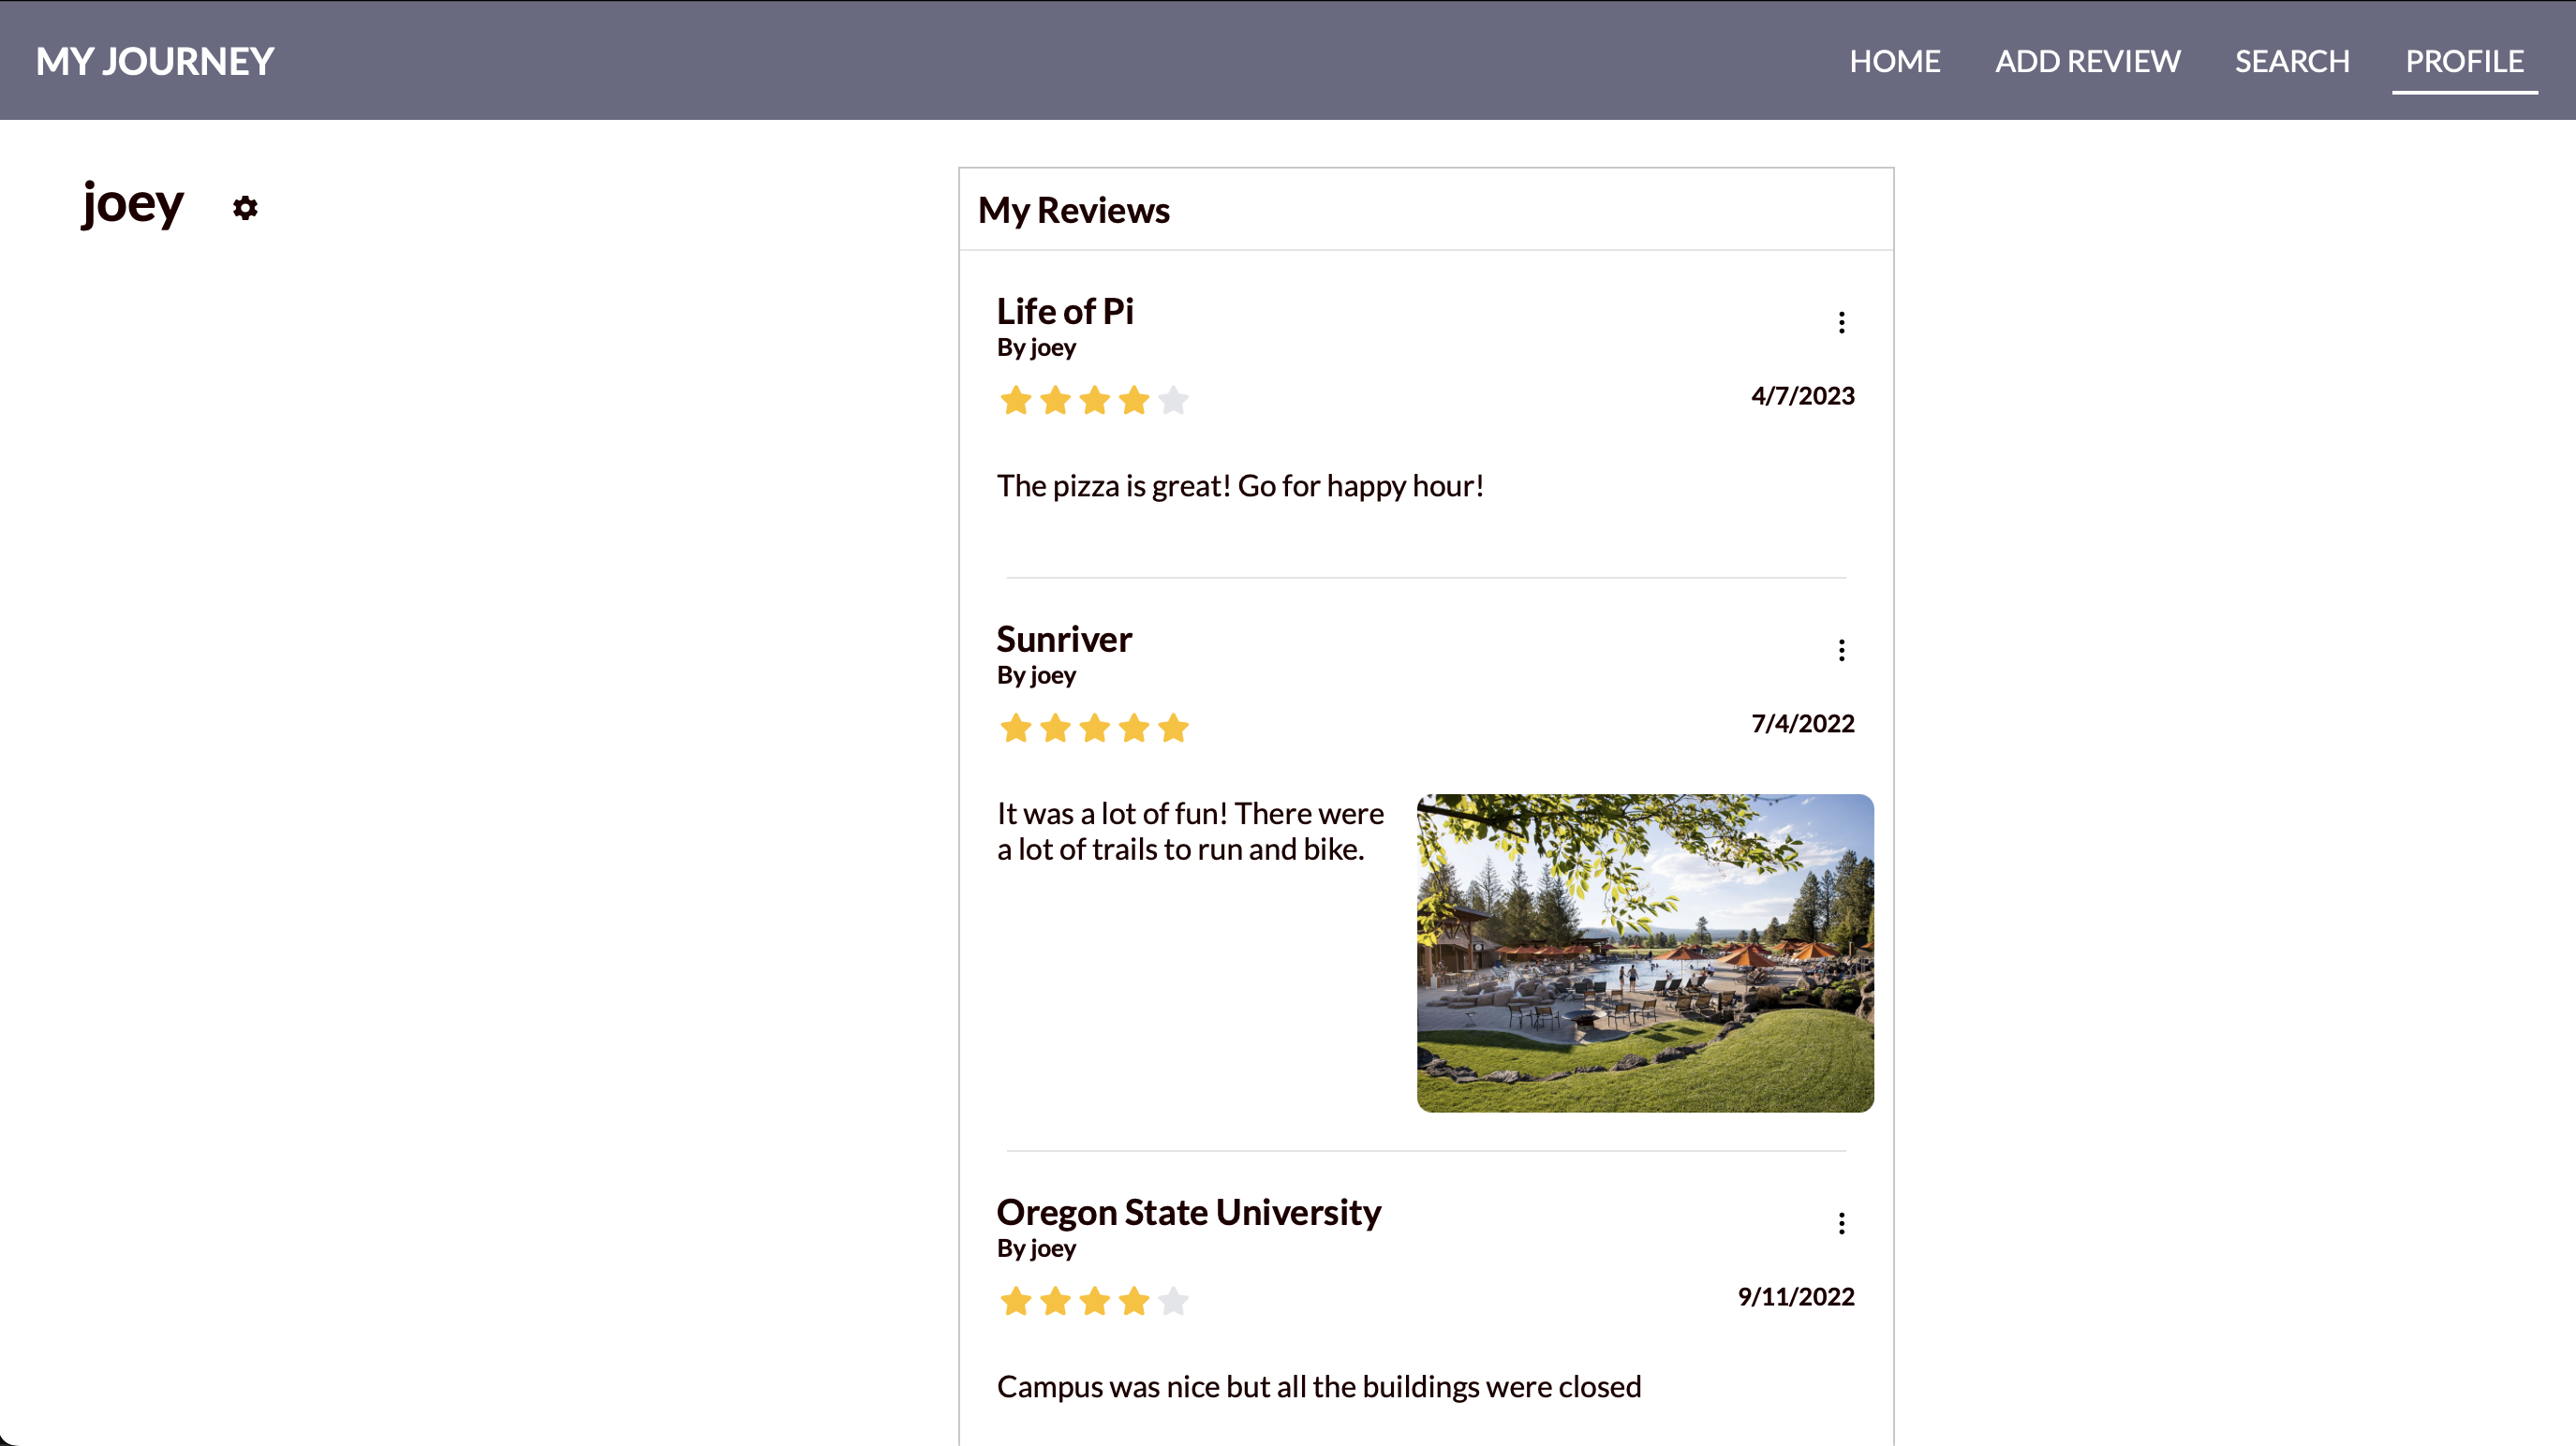 MY JOURNEY
HOME ADD REVIEW SEARCH PROFILE
joey
My Reviews
Life of Pi
By joey
4/7/2023
The pizza is great! Go for happy hour!
Sunriver
By joey
7/4/2022
It was a lot of fun! There were
a lot of trails to run and bike.
Oregon State University
By joey
9/11/2022
Campus was nice but all the buildings were closed